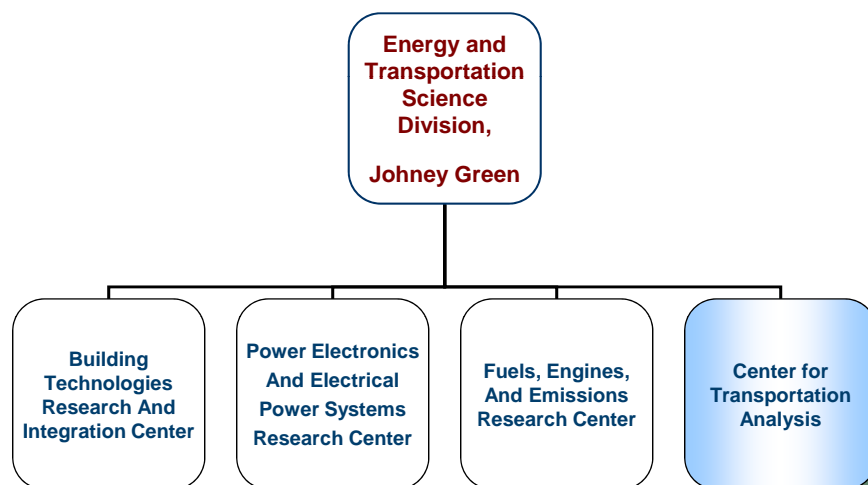 Energy and
Transportation
Science
Division,
Johney Green
Building
Technologies
Research And
Integration Center
Power Electronics
And Electrical
Power Systems
Research Center
Fuels, Engines,
And Emissions
Research Center
Center for
Transportation
Analysis